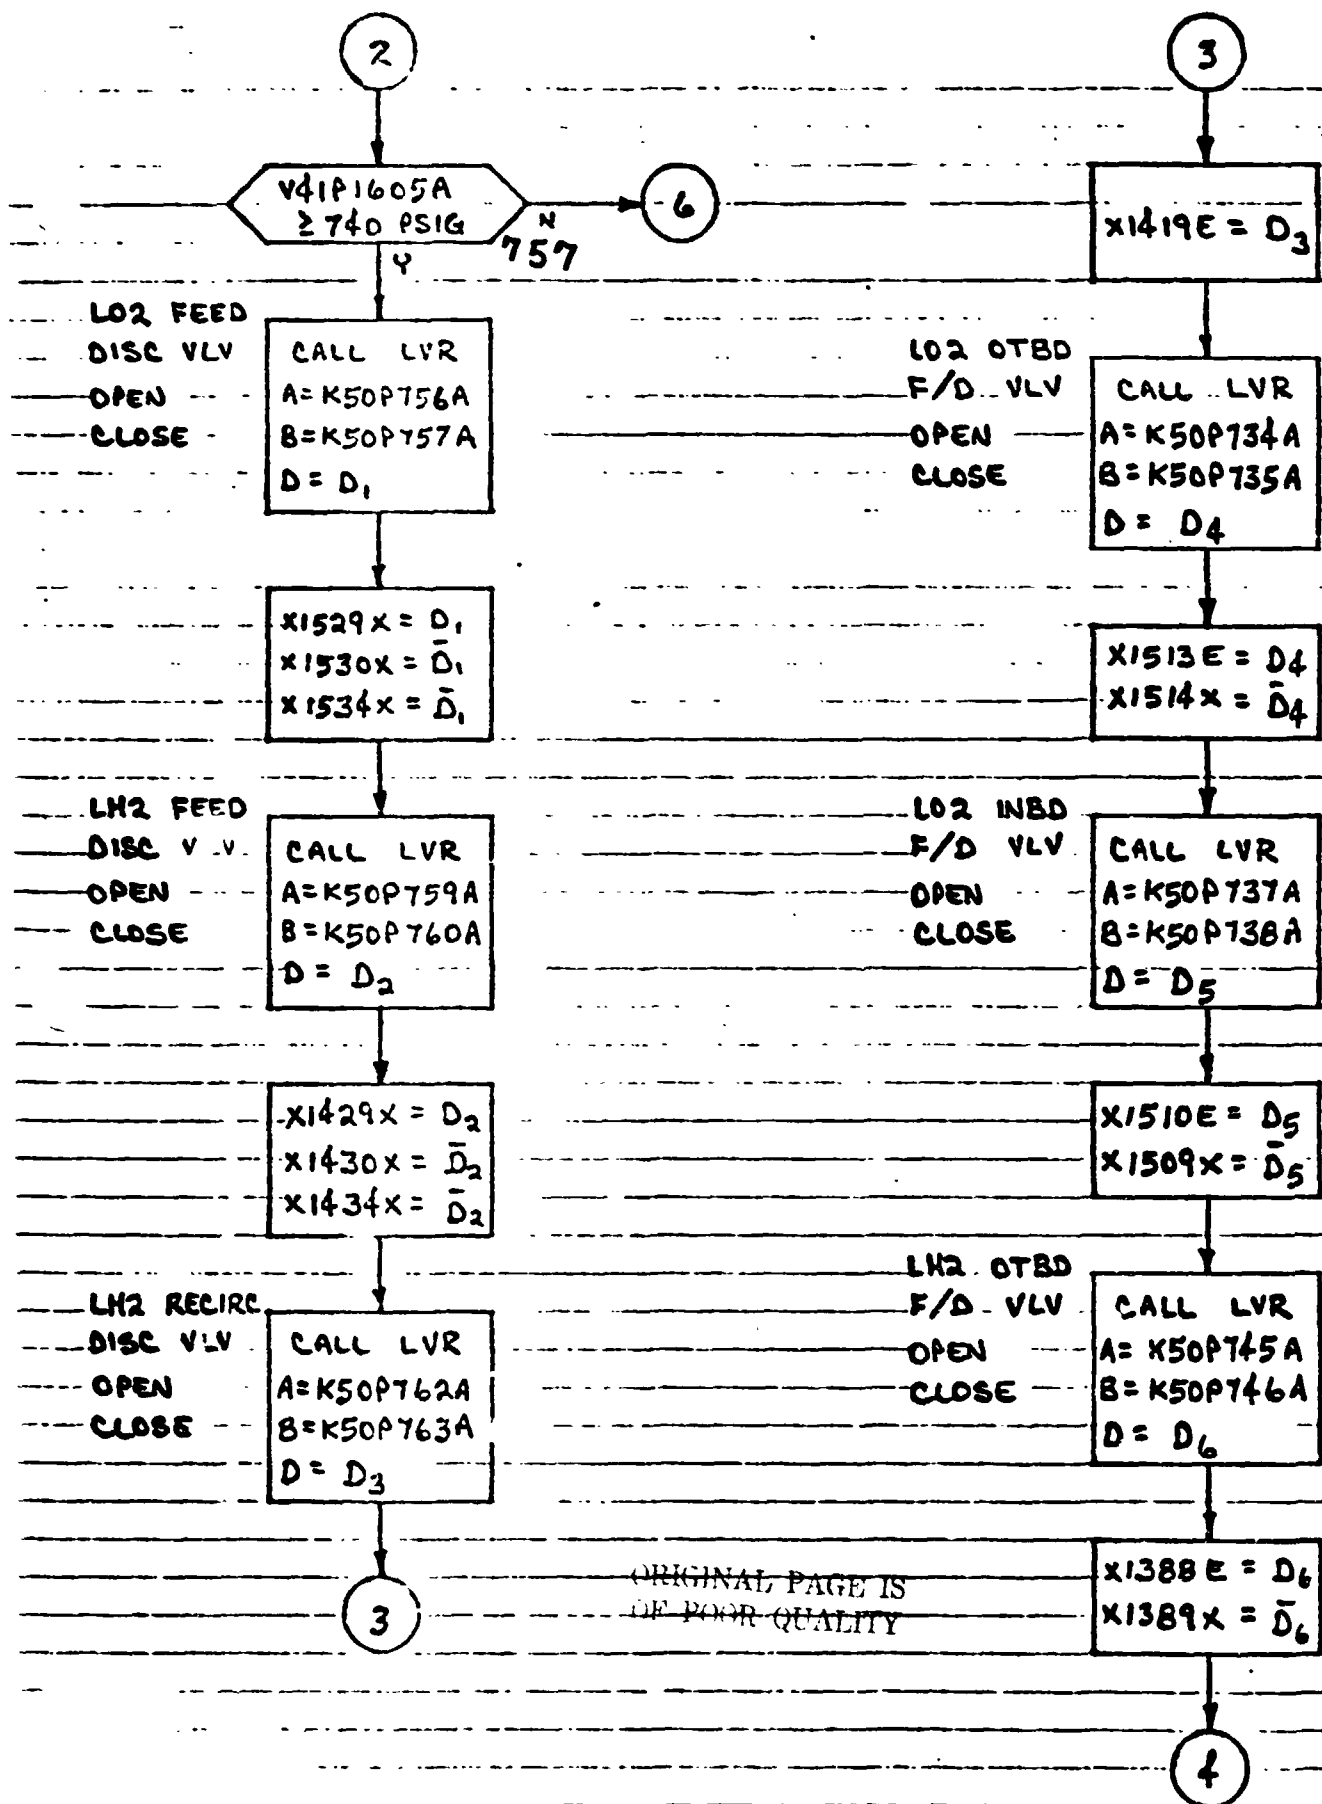 2
V41P1605A
≥ 740 PSIG
N
757
6
Y
LO2 FEED
DISC VLV
OPEN
CLOSE
CALL LVR
A=K50P756A
B=K50P757A
D = D₁
X1529X = D₁
X1530X = D̄₁
X1534X = D̄₁
LH2 FEED
DISC V V
OPEN
CLOSE
CALL LVR
A=K50P759A
B=K50P760A
D = D₂
X1429X = D₂
X1430X = D̄₂
X1434X = D̄₂
LH2 RECIRC
DISC VLV
OPEN
CLOSE
CALL LVR
A=K50P762A
B=K50P763A
D = D₃
3
3
X1419E = D₃
LO2 OTBD
F/D VLV
OPEN
CLOSE
CALL LVR
A=K50P734A
B=K50P735A
D = D₄
X1513E = D₄
X1514X = D̄₄
LO2 INBD
F/D VLV
OPEN
CLOSE
CALL LVR
A=K50P737A
B=K50P738A
D = D₅
X1510E = D₅
X1509X = D̄₅
LH2 OTBD
F/D VLV
OPEN
CLOSE
CALL LVR
A= K50P745A
B=K50P746A
D = D₆
X1388E = D₆
X1389X = D̄₆
4
ORIGINAL PAGE IS
OF POOR QUALITY